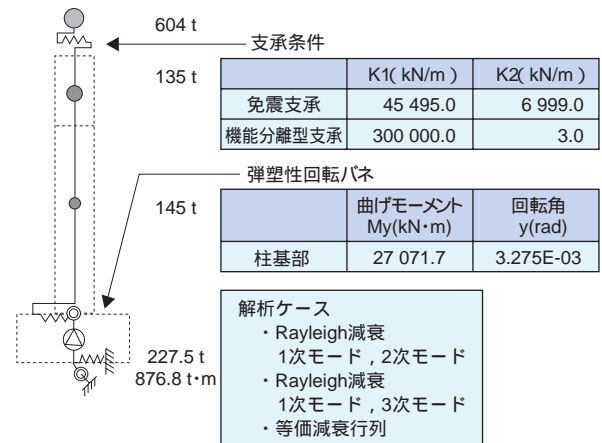 604 t
支承条件
135 t
K1( kN/m ) K2( kN/m )
免震支承 45 495.0 6 999.0
機能分離型支承 300 000.0 3.0
弾塑性回転バネ
145 t
曲げモーメント 回転角
My(kN・m) y(rad)
柱基部 27 071.7 3.275E-03
解析ケース
・Rayleigh減衰
1次モード , 2次モード
・Rayleigh減衰
1次モード , 3次モード
・等価減衰行列
227.5 t
876.8 t・m